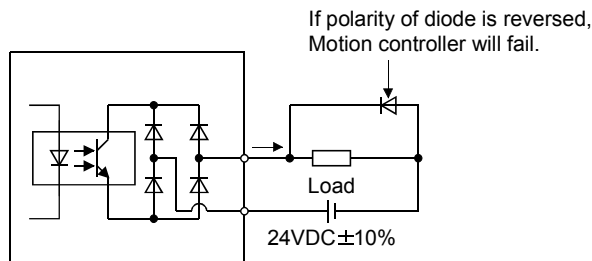 If polarity of diode is reversed,
Motion controller will fail.
Load
24VDC±10%